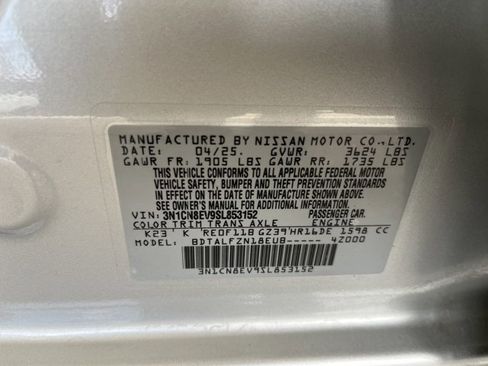 MANUFACTURED BY NISSAN MOTOR CO.,LTD.
DATE: 04/25. GVWR: 3624 LBS
GAWR FR: 1905 LBS GAWR RR: 1735 LBS
THIS VEHICLE CONFORMS TO ALL APPLICABLE FEDERAL MOTOR
VEHICLE SAFETY, BUMPER AND THEFT PREVENTION STANDARDS
IN EFFECT ON THE DATE OF MANUFACTURE SHOWN ABOVE.
SEE OWNER'S MANUAL FOR ADDITIONAL INFORMATION.
VIN: 3N1CN8EV9SL853152 PASSENGER CAR.
COLOR TRIM TRANS AXLE ENGINE
K23 K RE0F11B GZ39 HR16DE 1598 CC
MODEL: BDTALFZN18EUB----- 4Z000
3N1CN8EV9SL853152